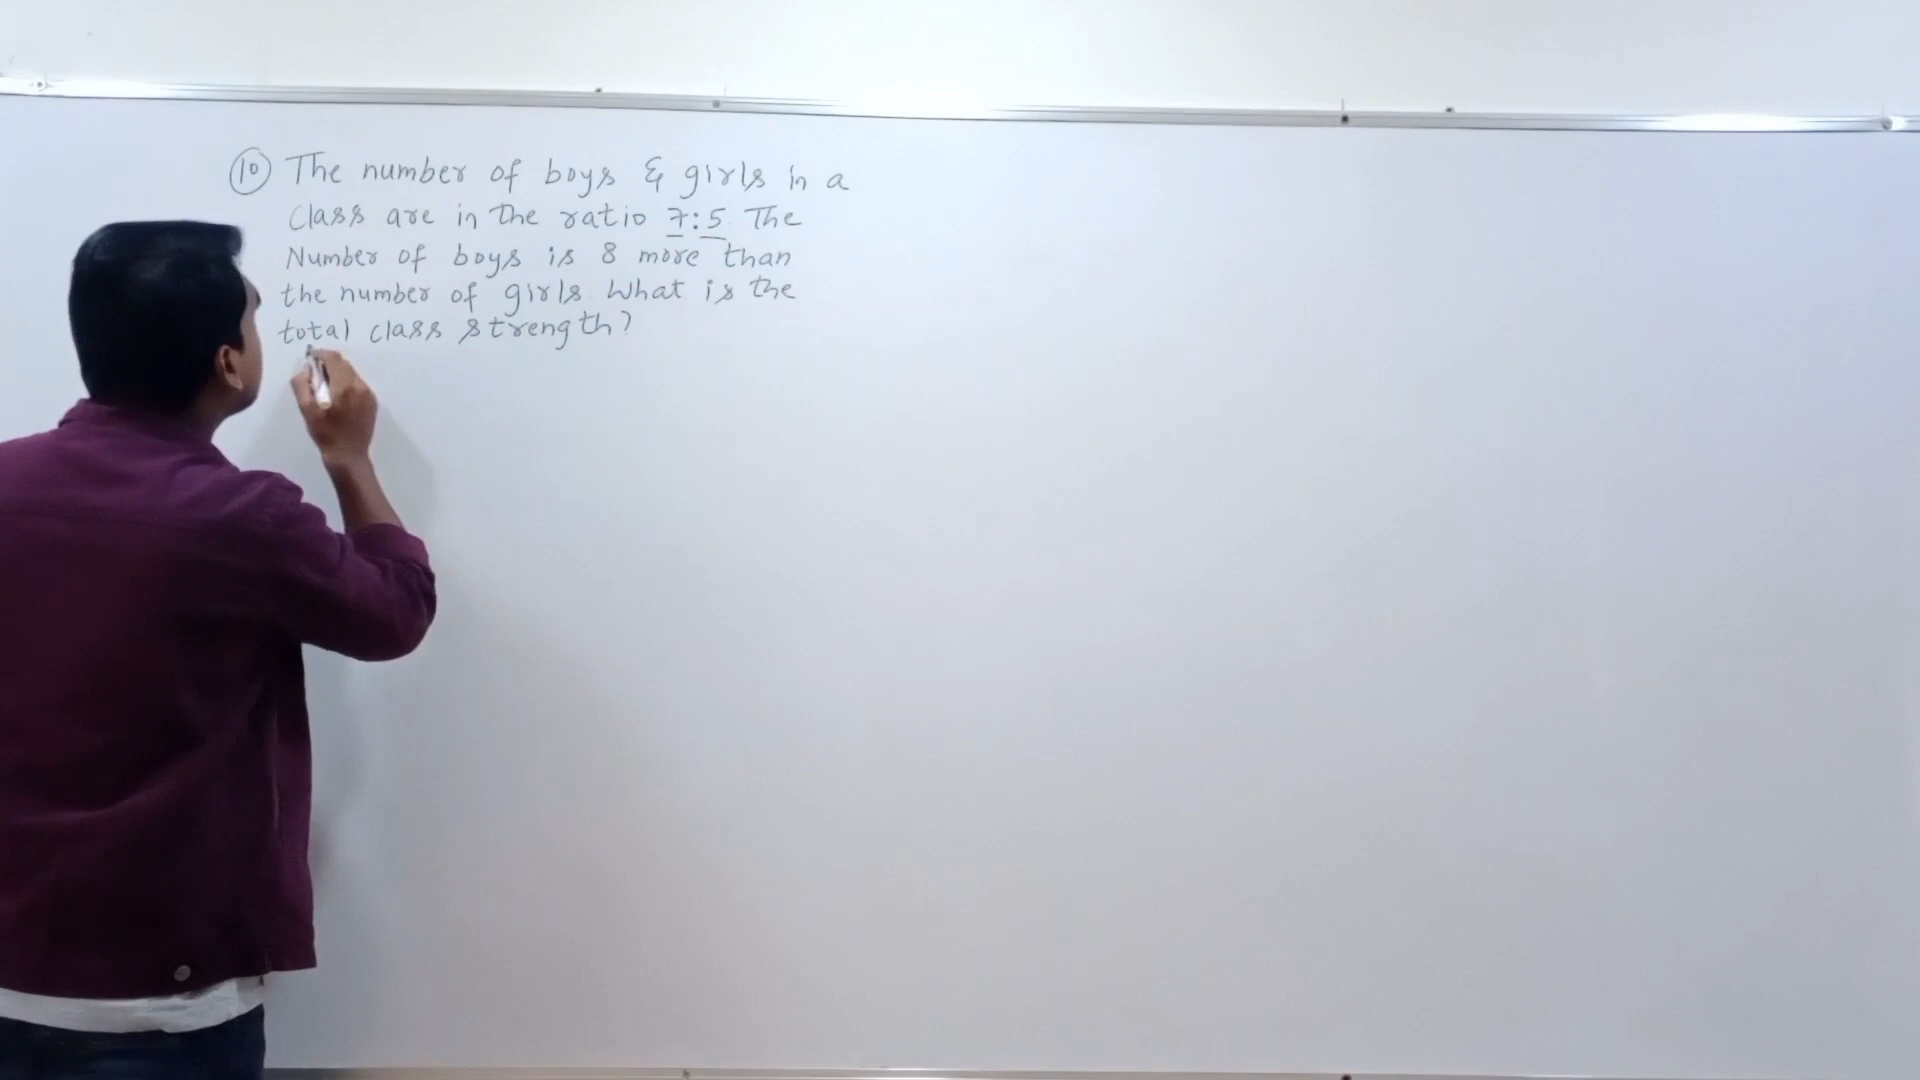 10 The number of boys & girls in a
class are in the ratio 7:5. The
Number of boys is 8 more than
the number of girls. What is the
total class strength?